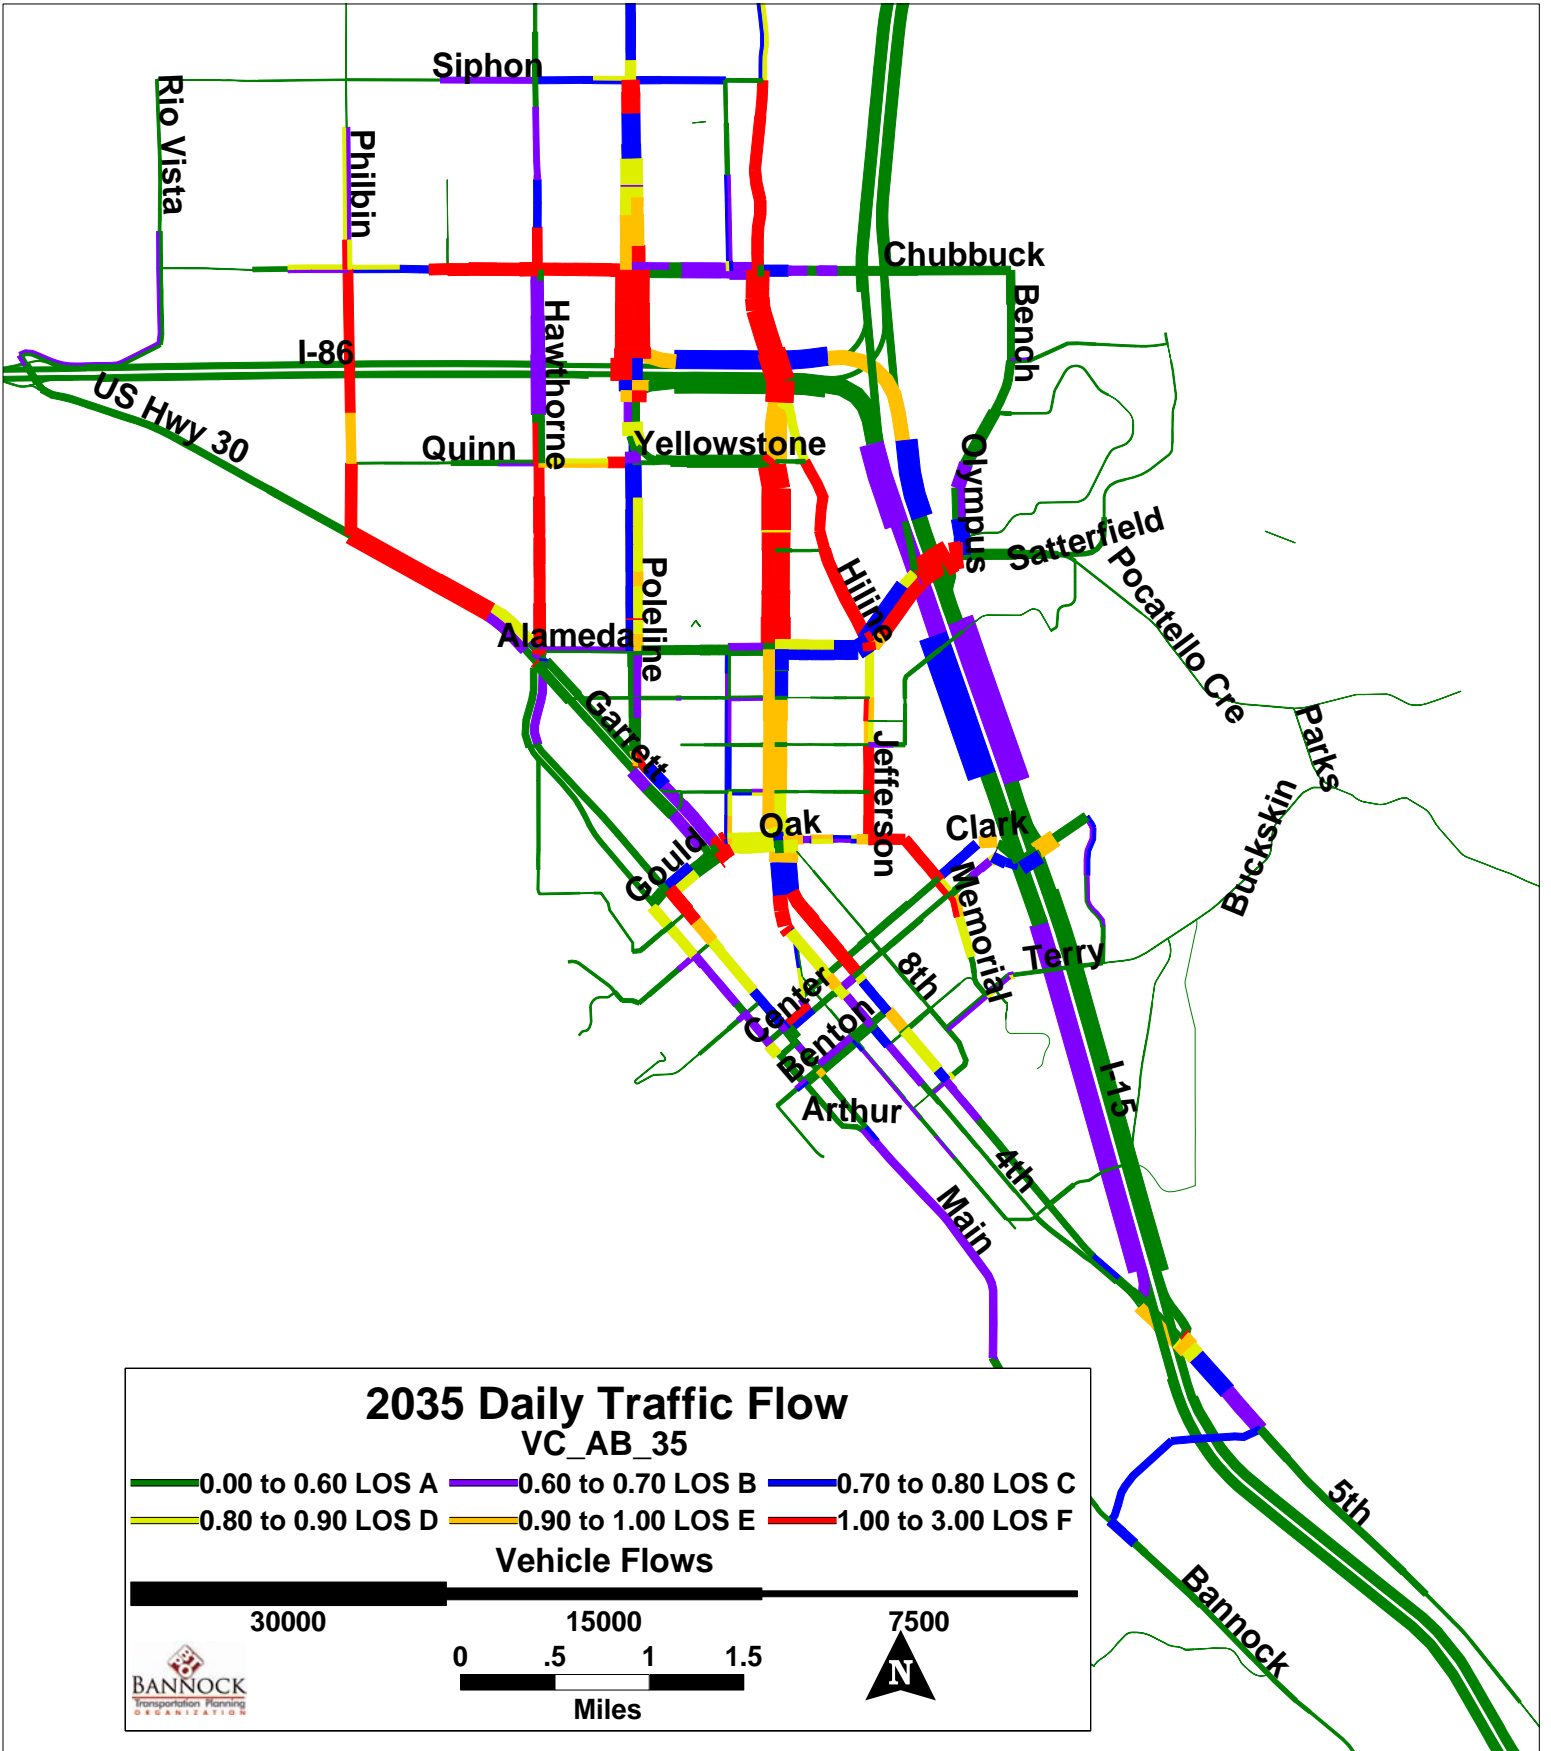 Siphon
Rio Vista
Philbin
Chubbuck
Bench
Hawthorne
I-86
US Hwy 30
Quinn
Yellowstone
Olympus
Satterfield
Pocatello Cre
Hiline
Poleline
Alameda
Garrett
Parks
Jefferson
Buckskin
Oak
Clark
Gould
Memorial
Terry
8th
Center
Benton
I-15
Arthur
4th
Main
2035 Daily Traffic Flow
VC_AB_35
0.00 to 0.60 LOS A 0.60 to 0.70 LOS B 0.70 to 0.80 LOS C
0.80 to 0.90 LOS D 0.90 to 1.00 LOS E 1.00 to 3.00 LOS F
Vehicle Flows
30000 15000 7500
0 .5 1 1.5
Miles
N
BANNOCK
Transportation Planning
ORGANIZATION
5th
Bannock